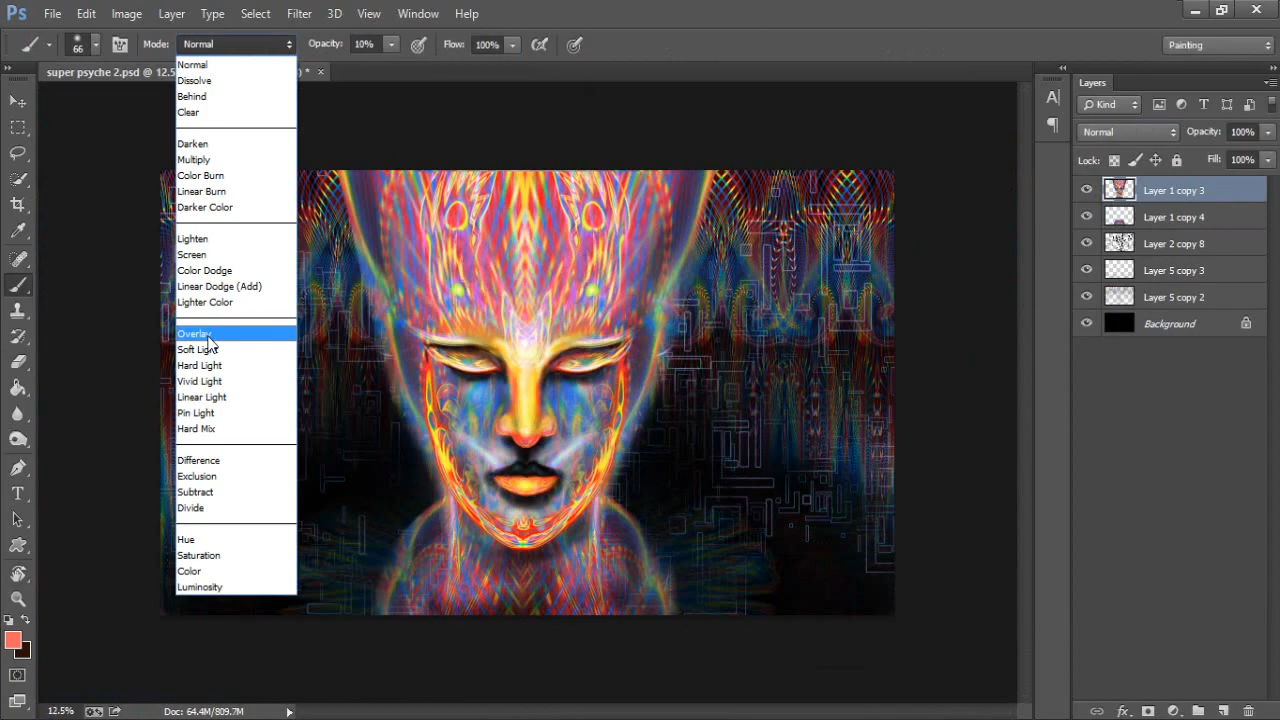 Ps File Edit Image Layer Type Select Filter 3D View Window Help
66 Mode: Normal Opacity: 10% Flow: 100% Painting
super psyche 2.psd @ 12.5 ) * ×
Normal
Dissolve
Behind
Clear
Darken
Multiply
Color Burn
Linear Burn
Darker Color
Lighten
Screen
Color Dodge
Linear Dodge (Add)
Lighter Color
Overlay
Soft Light
Hard Light
Vivid Light
Linear Light
Pin Light
Hard Mix
Difference
Exclusion
Subtract
Divide
Hue
Saturation
Color
Luminosity
Layers
Kind
Normal Opacity: 100%
Lock: Fill: 100%
Layer 1 copy 3
Layer 1 copy 4
Layer 2 copy 8
Layer 5 copy 3
Layer 5 copy 2
Background
12.5% Doc: 64.4M/809.7M